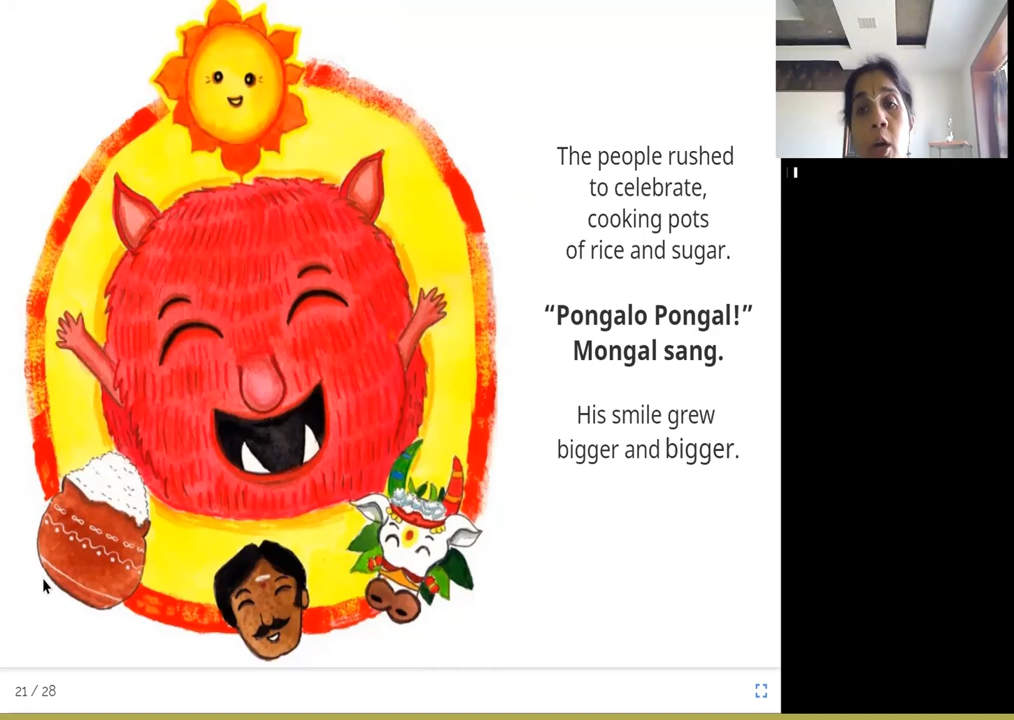 The people rushed
to celebrate,
cooking pots
of rice and sugar.
“Pongalo Pongal!”
Mongal sang.
His smile grew
bigger and bigger.
21 / 28